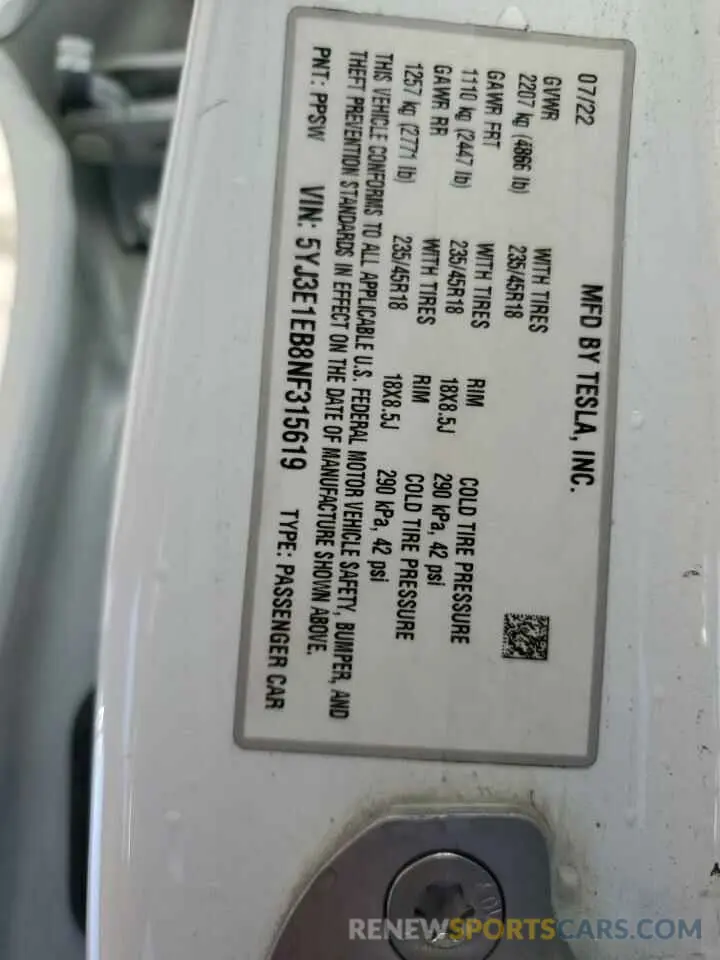 MFD BY TESLA, INC.
07/22
GVWR
2207 kg (4866 lb) WITH TIRES
235/45R18
GAWR FRT WITH TIRES RIM COLD TIRE PRESSURE
1110 kg (2447 lb) 235/45R18 18X8.5J 290 kPa, 42 psi
GAWR RR WITH TIRES RIM COLD TIRE PRESSURE
1257 kg (2771 lb) 235/45R18 18X8.5J 290 kPa, 42 psi
THIS VEHICLE CONFORMS TO ALL APPLICABLE U.S. FEDERAL MOTOR VEHICLE SAFETY, BUMPER, AND
THEFT PREVENTION STANDARDS IN EFFECT ON THE DATE OF MANUFACTURE SHOWN ABOVE.
PNT: PPSW VIN: 5YJ3E1EB8NF315619 TYPE: PASSENGER CAR
RENEWSPORTSCARS.COM